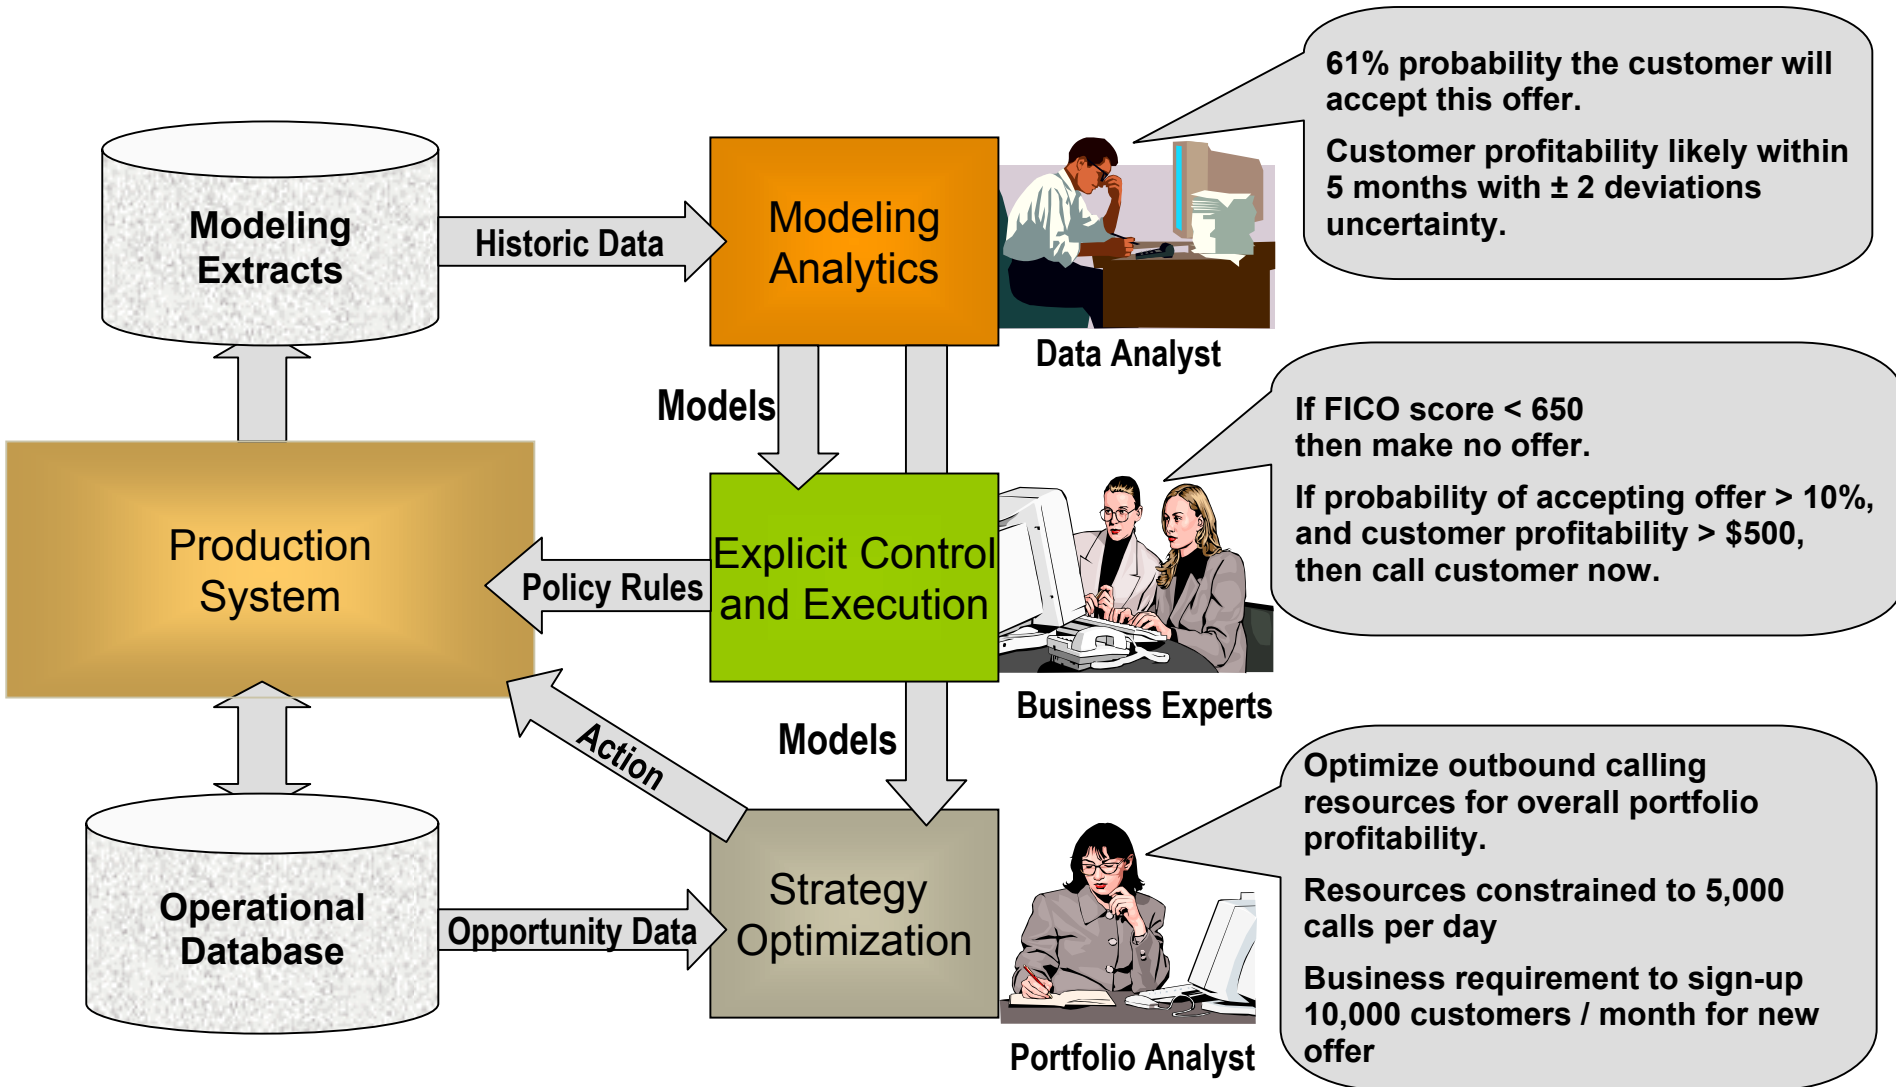 61% probability the customer will
accept this offer.
Customer profitability likely within
5 months with ± 2 deviations
uncertainty.
Modeling
Extracts
Historic Data
Modeling
Analytics
Data Analyst
Models
If FICO score < 650
then make no offer.
If probability of accepting offer > 10%,
and customer profitability > $500,
then call customer now.
Production
System
Policy Rules
Explicit Control
and Execution
Business Experts
Action
Models
Optimize outbound calling
resources for overall portfolio
profitability.
Resources constrained to 5,000
calls per day
Business requirement to sign-up
10,000 customers / month for new
offer
Operational
Database
Opportunity Data
Strategy
Optimization
Portfolio Analyst